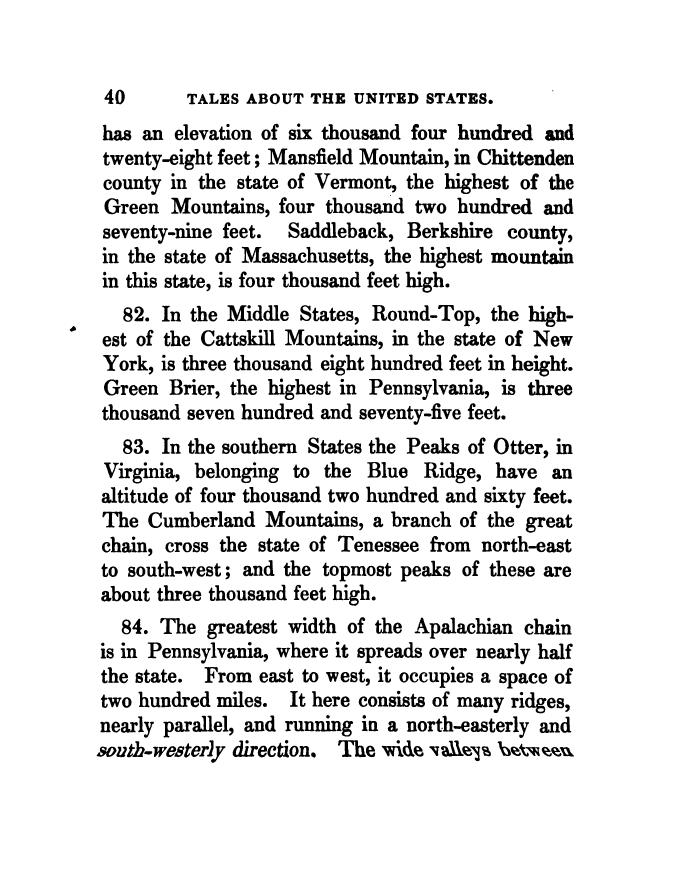 40 TALES ABOUT THE UNITED STATES.
has an elevation of six thousand four hundred and
twenty-eight feet; Mansfield Mountain, in Chittenden
county in the state of Vermont, the highest of the
Green Mountains, four thousand two hundred and
seventy-nine feet. Saddleback, Berkshire county,
in the state of Massachusetts, the highest mountain
in this state, is four thousand feet high.
82. In the Middle States, Round-Top, the high-
est of the Cattskill Mountains, in the state of New
York, is three thousand eight hundred feet in height.
Green Brier, the highest in Pennsylvania, is three
thousand seven hundred and seventy-five feet.
83. In the southern States the Peaks of Otter, in
Virginia, belonging to the Blue Ridge, have an
altitude of four thousand two hundred and sixty feet.
The Cumberland Mountains, a branch of the great
chain, cross the state of Tenessee from north-east
to south-west; and the topmost peaks of these are
about three thousand feet high.
84. The greatest width of the Apalachian chain
is in Pennsylvania, where it spreads over nearly half
the state. From east to west, it occupies a space of
two hundred miles. It here consists of many ridges,
nearly parallel, and running in a north-easterly and
south-westerly direction. The wide valleys between